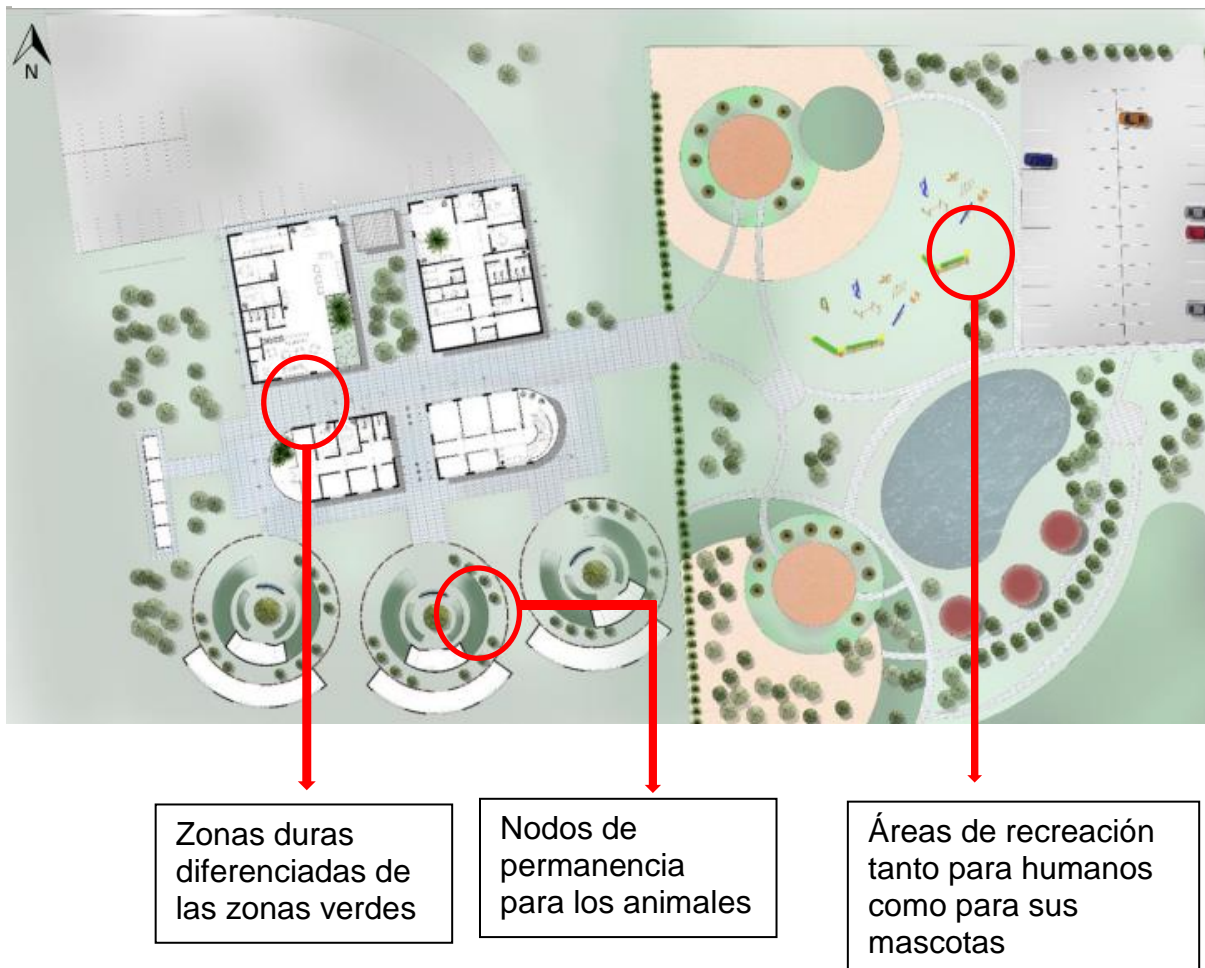 N
Zonas duras
diferenciadas de
las zonas verdes
Nodos de
permanencia
para los animales
Áreas de recreación
tanto para humanos
como para sus
mascotas